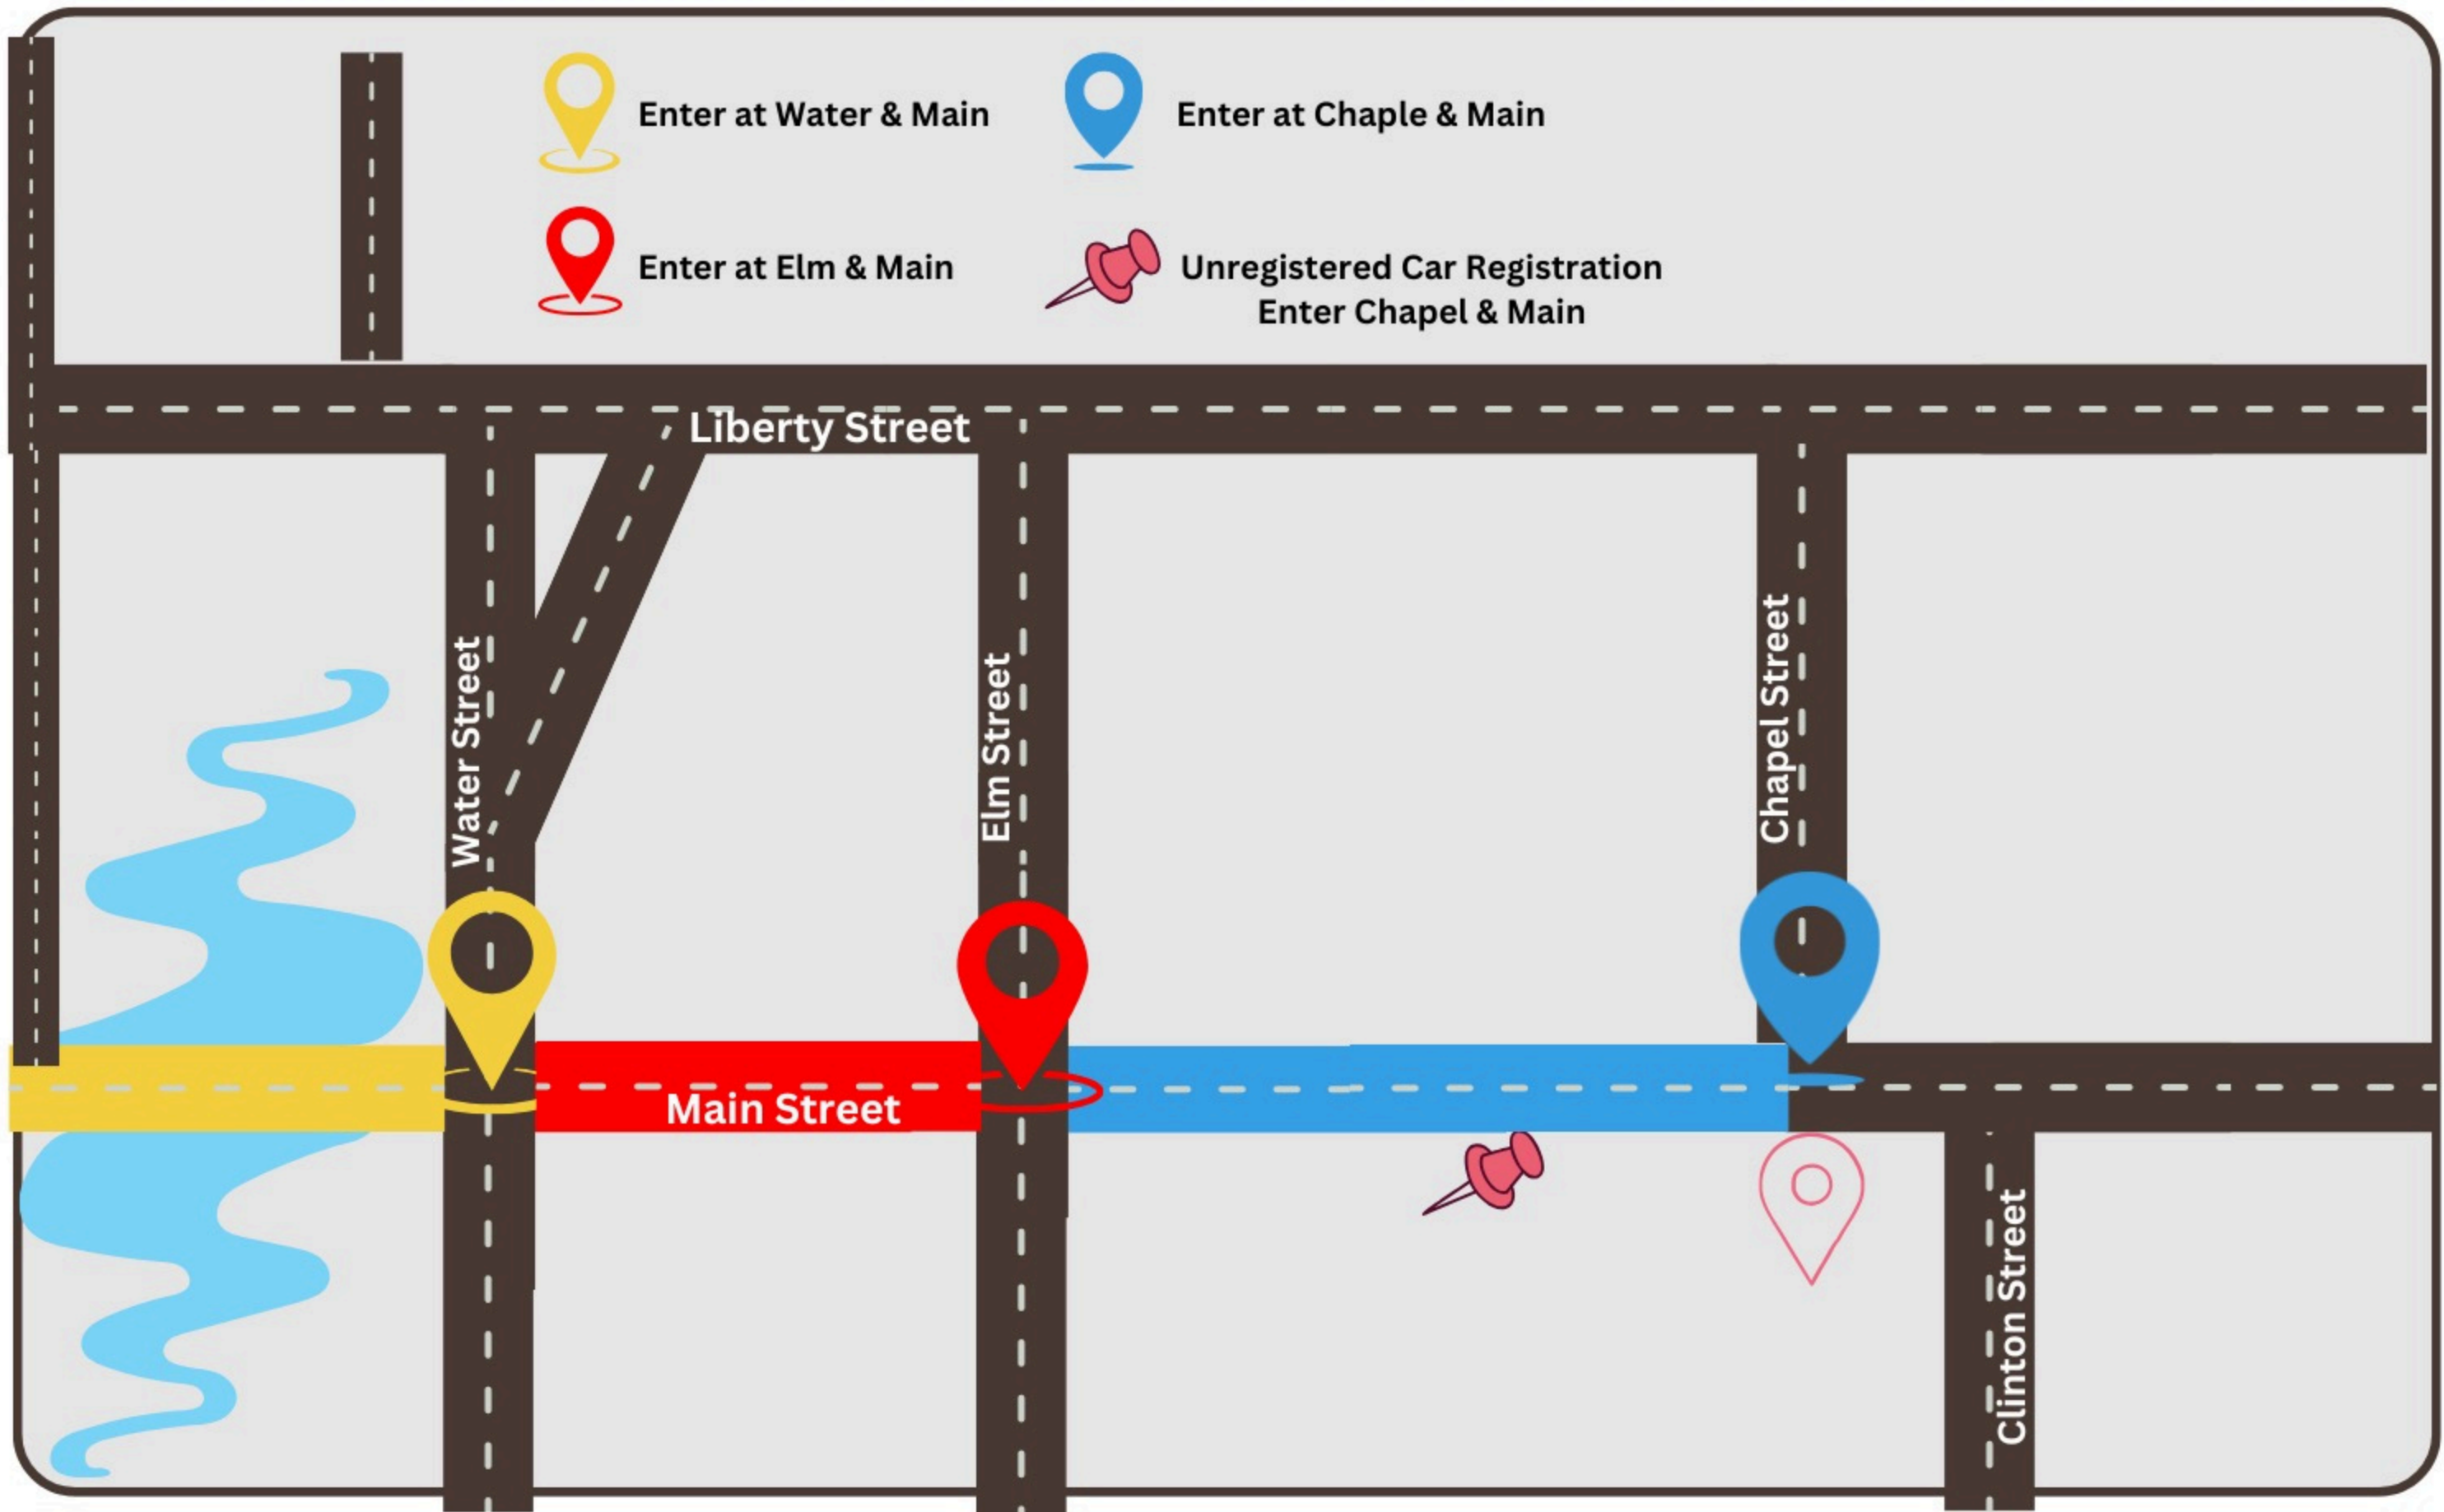 Enter at Water & Main
Enter at Chaple & Main
Enter at Elm & Main
Unregistered Car Registration
Enter Chapel & Main
Liberty Street
Water Street
Elm Street
Chapel Street
Main Street
Clinton Street